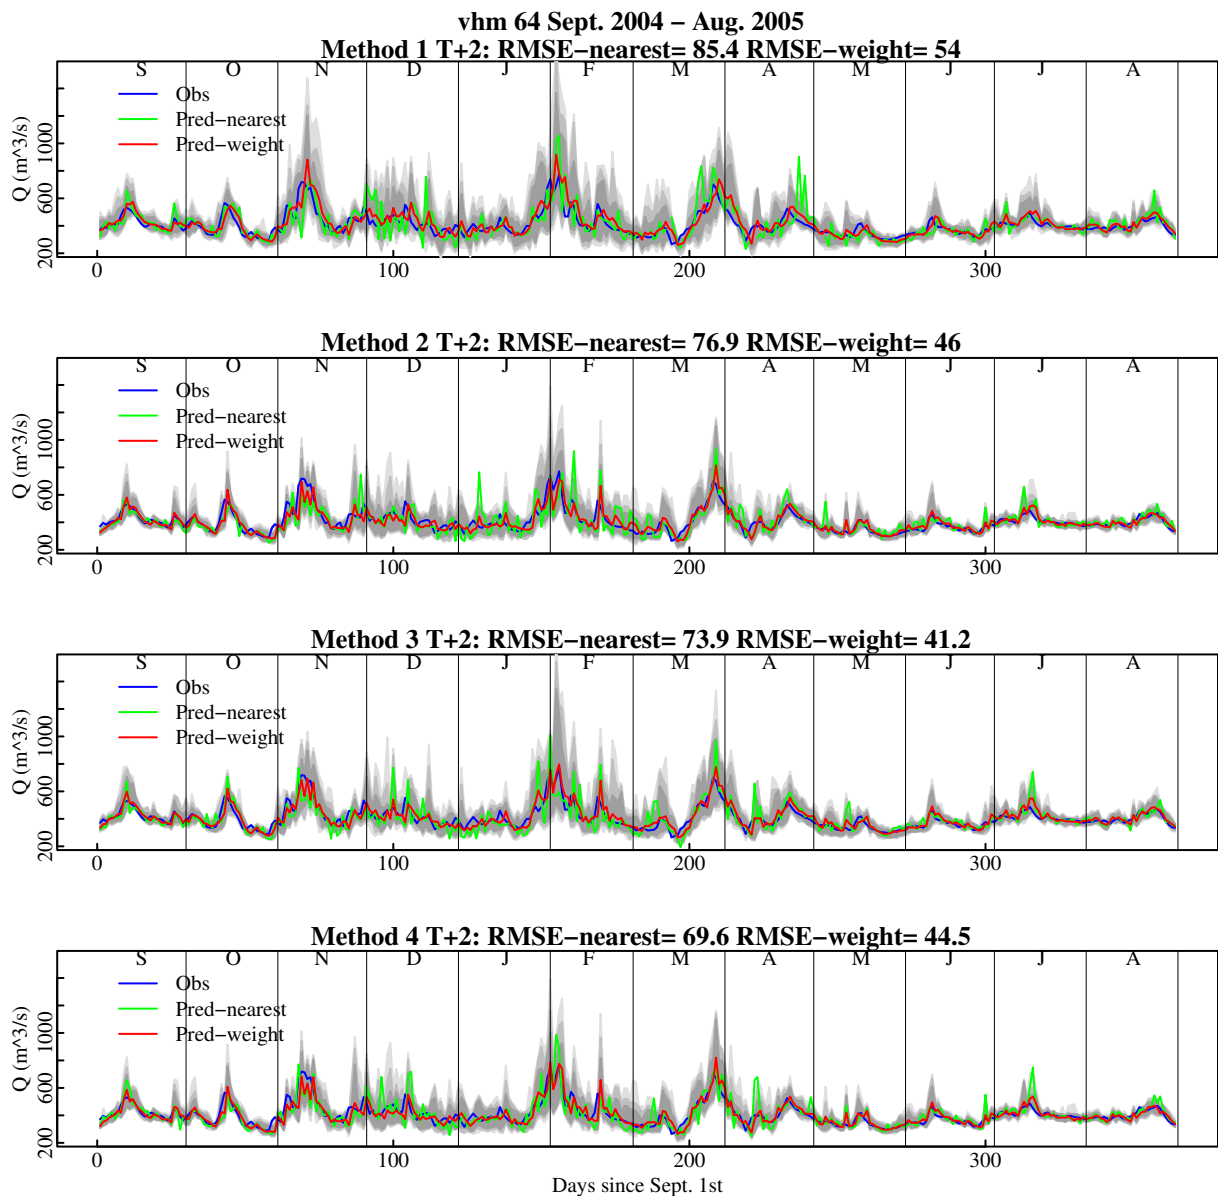 vhm 64 Sept. 2004 − Aug. 2005
Method 1 T+2: RMSE−nearest= 85.4 RMSE−weight= 54
S O N D J F M A M J J A
Obs
Pred−nearest
Pred−weight
Q (m^3/s)
200 600 1000
0 100 200 300
Method 2 T+2: RMSE−nearest= 76.9 RMSE−weight= 46
S O N D J F M A M J J A
Obs
Pred−nearest
Pred−weight
Q (m^3/s)
200 600 1000
0 100 200 300
Method 3 T+2: RMSE−nearest= 73.9 RMSE−weight= 41.2
S O N D J F M A M J J A
Obs
Pred−nearest
Pred−weight
Q (m^3/s)
200 600 1000
0 100 200 300
Method 4 T+2: RMSE−nearest= 69.6 RMSE−weight= 44.5
S O N D J F M A M J J A
Obs
Pred−nearest
Pred−weight
Q (m^3/s)
200 600 1000
0 100 200 300
Days since Sept. 1st